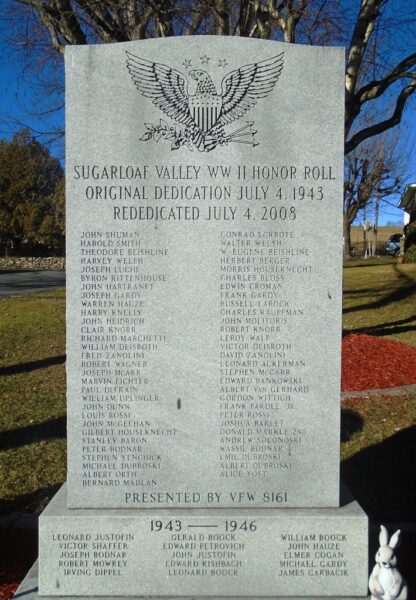 SUGARLOAF VALLEY WW II HONOR ROLL
ORIGINAL DEDICATION JULY 4, 1943
REDEDICATED JULY 4, 2008
JOHN SHUMAN
HAROLD SMITH
THEODORE BEISHLINE
HARVEY WELSH
JOSEPH LUCHI
BYRON RITTENHOUSE
JOHN HARTRANFT
JOSEPH GARDY
WARREN HAUZE
HARRY KNELLY
JOHN HEIDRICH
CLAIR KNORR
RICHARD MARCHETTI
WILLIAM DEISROTH
FRED ZANOLINI
ROBERT WAGNER
JOSEPH MCABE
MARVIN LICHTER
PAUL DEFRAIN
WILLIAM UPLINGER
JOHN DUNN
LOUIS ROSSI
JOHN MCGEEHAN
GILBERT HOUSEKNECHT
STANLEY BARON
PETER BODNAR
STEPHEN YENCHICK
MICHAEL DUBROSKI
ALBERT ORTH
BERNARD MADLAN
CONRAD ECKROTE
WALTER WELSH
W. EUGENE BEISHLINE
HERBERT BERGER
MORRIS HOUSEKNECHT
CHARLES BLOSS
EDWIN CROMAN
FRANK GARDY
RUSSELL LAROCK
CHARLES KAUFMAN
JOHN MOLITORIS
ROBERT KNORR
LEROY WALP
VICTOR DEISROTH
DAVID ZANOLINI
LEONARD ACKERMAN
STEPHEN MCGARR
EDWARD BANKOWSKI
ALBERT VAN GERHARD
GORDON WITTICH
FRANK PARDEE, JR.
PETER ROSSI
JOSHUA BARLET
DONALD MARKLE 2ND
ANDREW SOLONOSKI
WASSIL BODNAR
EMIL DUBROSKI
ALBERT DUBROSKI
ALICE YOST
PRESENTED BY VFW 8161
1943 — 1946
LEONARD JUSTOFIN
VICTOR SHAFFER
JOSEPH BODNAR
ROBERT MOWREY
IRVING DIPPEL
GERALD BOOCK
EDWARD PETROVICH
JOHN JUSTOFIN
EDWARD KISHBACH
LEONARD BOOCK
WILLIAM BOOCK
JOHN HAUZE
ELMER COGAN
MICHAEL GARDY
JAMES GARBACIK